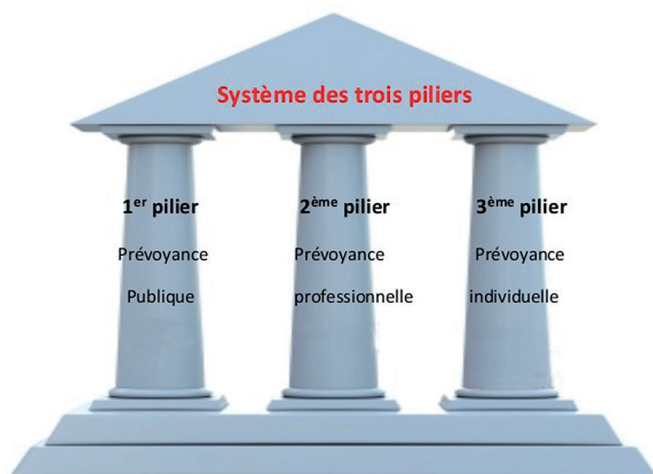 Système des trois piliers
1er pilier
Prévoyance
Publique
2ème pilier
Prévoyance
professionnelle
3ème pilier
Prévoyance
individuelle